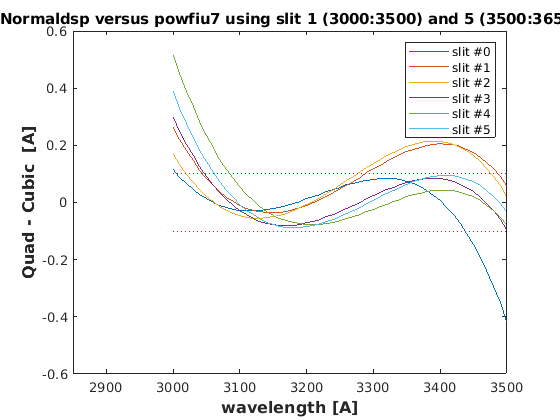 Normaldsp versus powfiu7 using slit 1 (3000:3500) and 5 (3500:365
0.6
0.4
0.2
0
-0.2
-0.4
-0.6
Quad - Cubic [A]
slit #0
slit #1
slit #2
slit #3
slit #4
slit #5
2900 3000 3100 3200 3300 3400 3500
wavelength [A]